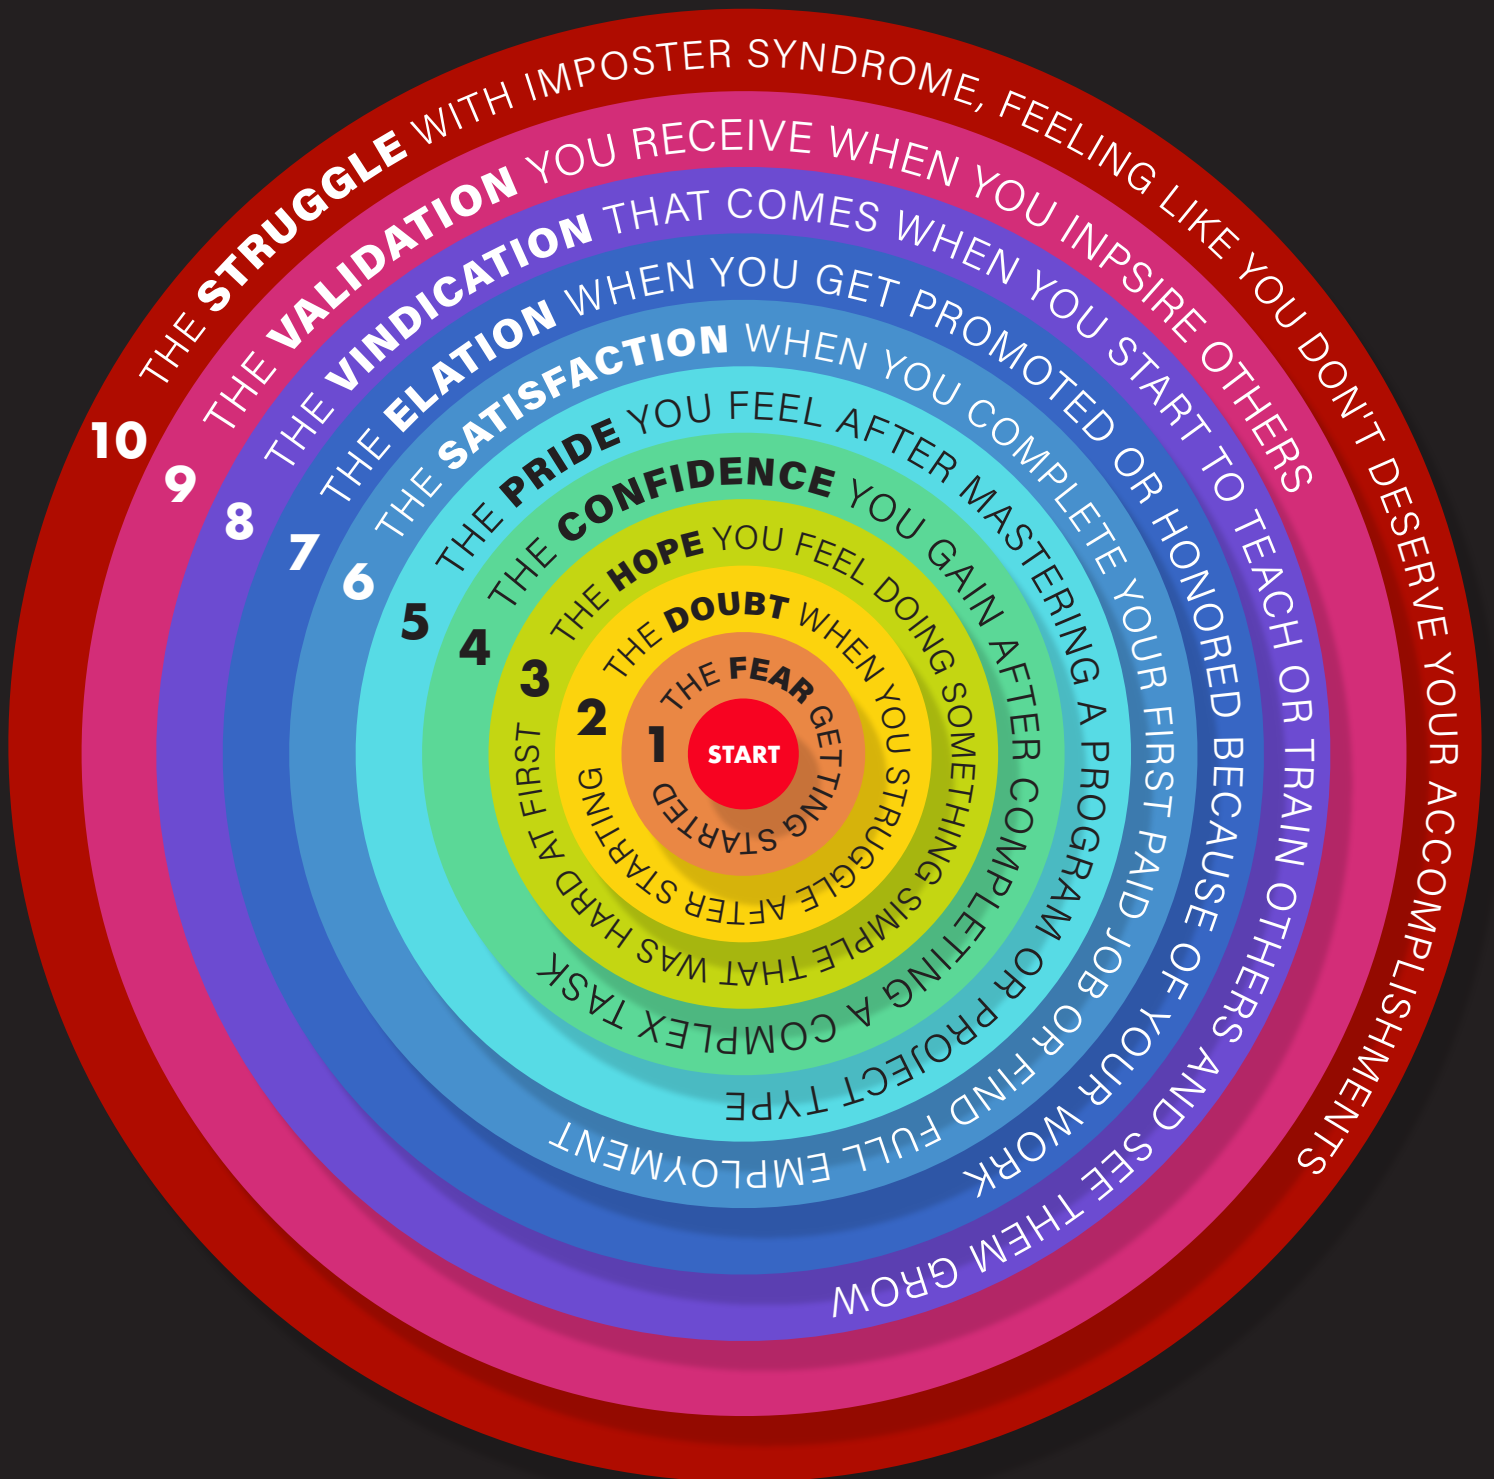 START
1 THE FEAR GETTING STARTED
2 THE DOUBT WHEN YOU STRUGGLE AFTER STARTING
3 THE HOPE YOU FEEL DOING SOMETHING SIMPLE THAT WAS HARD AT FIRST
4 THE CONFIDENCE YOU GAIN AFTER COMPLETING A COMPLEX TASK
5 THE PRIDE YOU FEEL AFTER MASTERING A PROGRAM OR PROJECT TYPE
6 THE SATISFACTION WHEN YOU COMPLETE YOUR FIRST PAID JOB OR FIND FULL EMPLOYMENT
7 THE ELATION WHEN YOU GET PROMOTED OR HONORED BECAUSE OF YOUR WORK
8 THE VINDICATION THAT COMES WHEN YOU START TO TEACH OR TRAIN OTHERS AND SEE THEM GROW
9 THE VALIDATION YOU RECEIVE WHEN YOU INPSIRE OTHERS
10 THE STRUGGLE WITH IMPOSTER SYNDROME, FEELING LIKE YOU DON'T DESERVE YOUR ACCOMPLISHMENTS